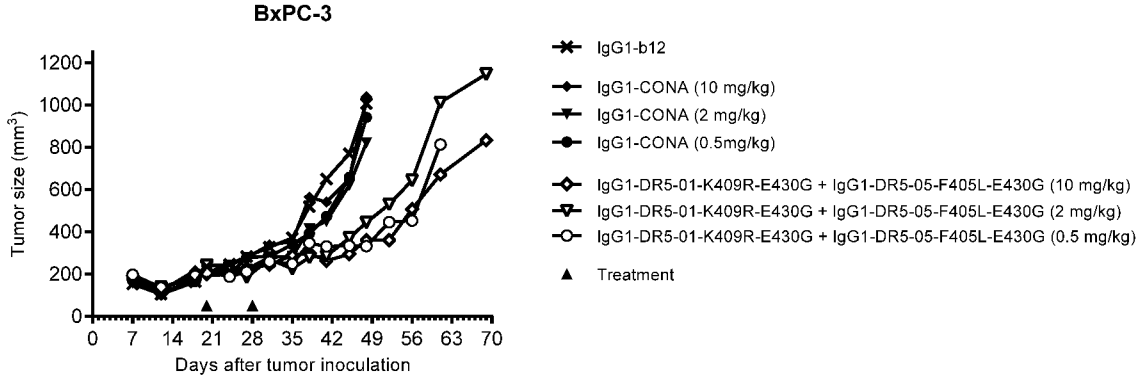 BxPC-3
Tumor size (mm³)
1200
1000
800
600
400
200
0
0 7 14 21 28 35 42 49 56 63 70
Days after tumor inoculation
IgG1-b12
IgG1-CONA (10 mg/kg)
IgG1-CONA (2 mg/kg)
IgG1-CONA (0.5mg/kg)
IgG1-DR5-01-K409R-E430G + IgG1-DR5-05-F405L-E430G (10 mg/kg)
IgG1-DR5-01-K409R-E430G + IgG1-DR5-05-F405L-E430G (2 mg/kg)
IgG1-DR5-01-K409R-E430G + IgG1-DR5-05-F405L-E430G (0.5 mg/kg)
Treatment